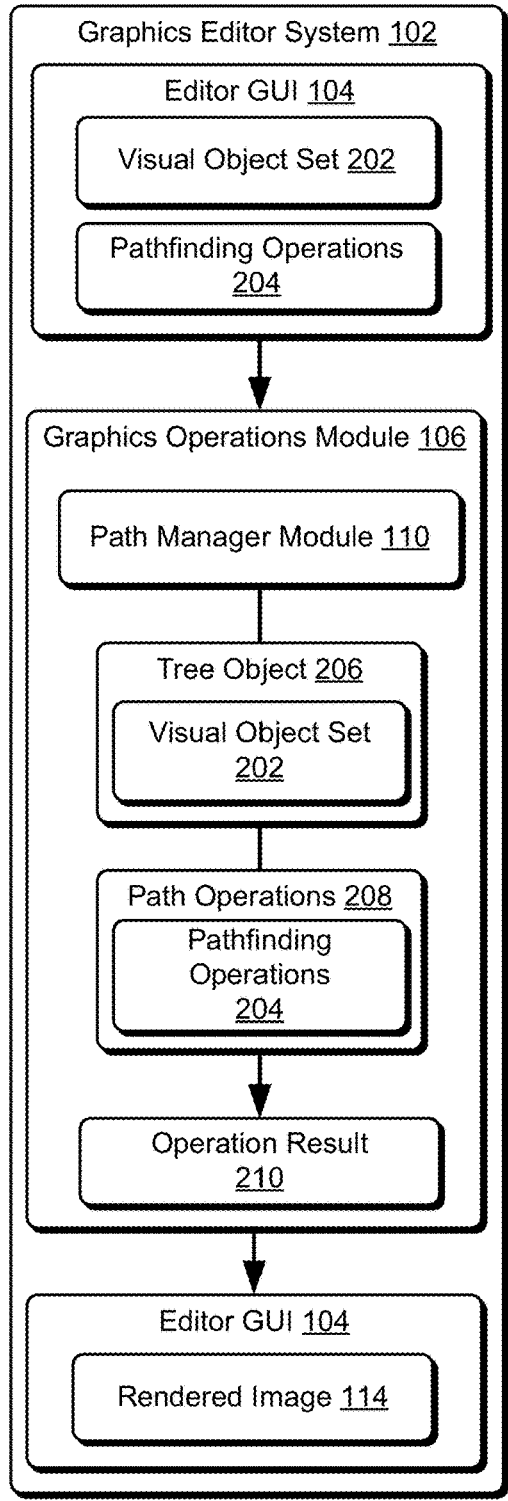 Graphics Editor System 102
Editor GUI 104
Visual Object Set 202
Pathfinding Operations
204
Graphics Operations Module 106
Path Manager Module 110
Tree Object 206
Visual Object Set
202
Path Operations 208
Pathfinding
Operations
204
Operation Result
210
Editor GUI 104
Rendered Image 114